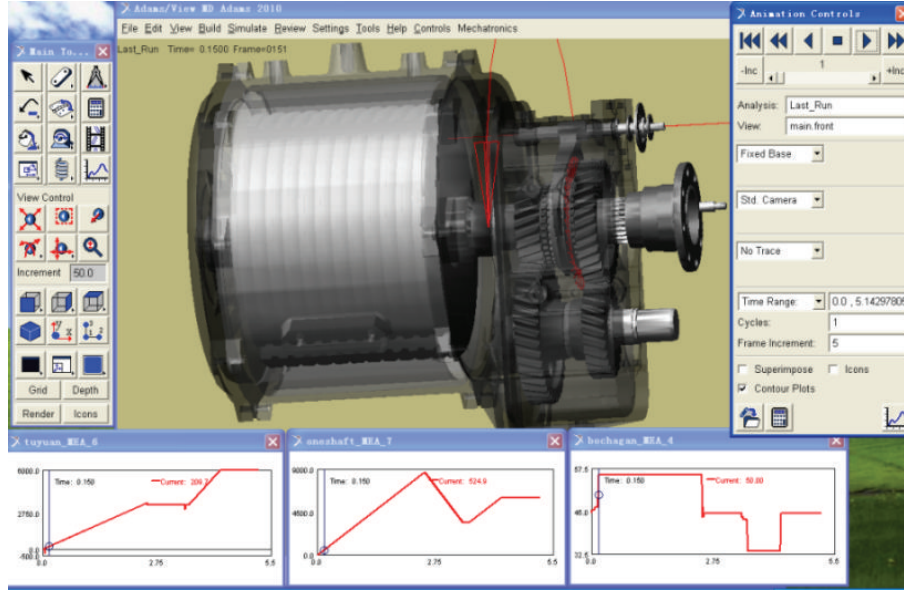 Adams/View MD Adams 2010
File Edit View Build Simulate Review Settings Tools Help Controls Mechatronics
Last_Run Time= 0.1500 Frame=0151
Main To...
View Control
Increment 50.0
Grid Depth
Render Icons
Animation Controls
-Inc 1 +Inc
Analysis: Last_Run
View: main.front
Fixed Base
Std. Camera
No Trace
Time Range: 0.0 , 5.14297805
Cycles: 1
Frame Increment: 5
Superimpose Icons
Contour Plots
tuyuan_MEA_6
6000.0
Time: 0.150 Current: 209.7
2750.0
0.0
-500.0
0.0 2.75 5.5
oneshaft_MEA_7
9000.0
Time: 0.150 Current: 524.9
4500.0
0.0
0.0 2.75 5.5
bochagan_MEA_4
57.5
Time: 0.150 Current: 50.00
45.0
32.5
0.0 2.75 5.5